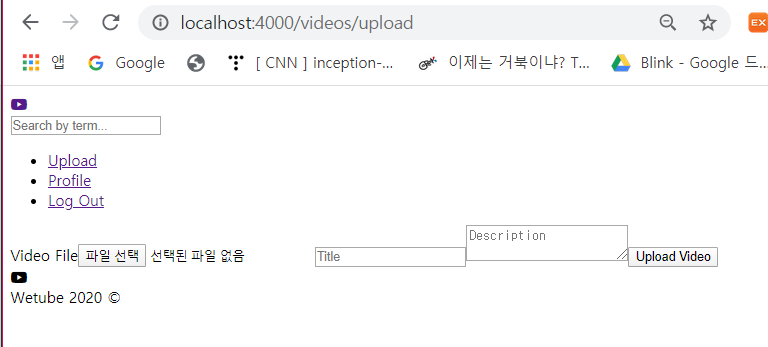 localhost:4000/videos/upload
EX
앱 Google [ CNN ] inception-... 이제는 거북이냐? T... Blink - Google 드...
Search by term...
Upload
Profile
Log Out
Video File 파일 선택 선택된 파일 없음 Title Description Upload Video
Wetube 2020 ©